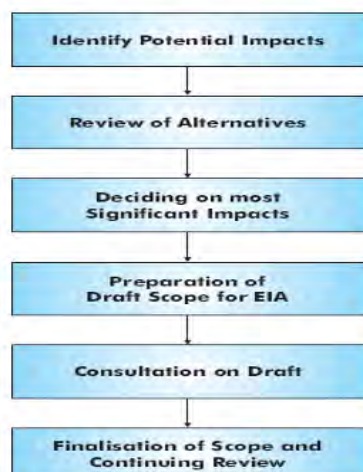 Identify Potential Impacts
Review of Alternatives
Deciding on most
Significant Impacts
Preparation of
Draft Scope for EIA
Consultation on Draft
Finalisation of Scope and
Continuing Review